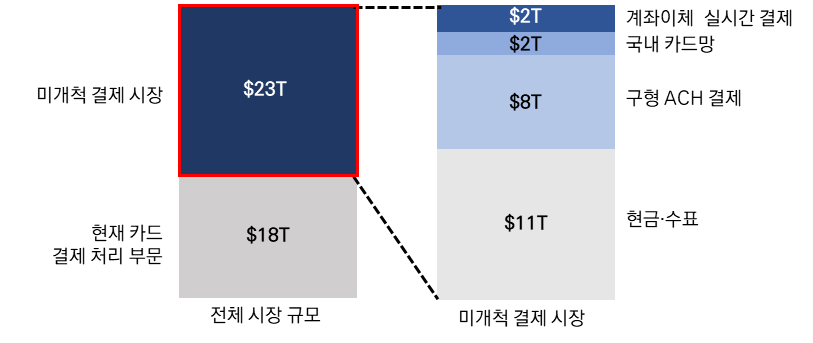 미개척 결제 시장
$23T
현재 카드
결제 처리 부문
$18T
전체 시장 규모
$2T
계좌이체 실시간 결제
$2T
국내 카드망
$8T
구형 ACH 결제
$11T
현금·수표
미개척 결제 시장